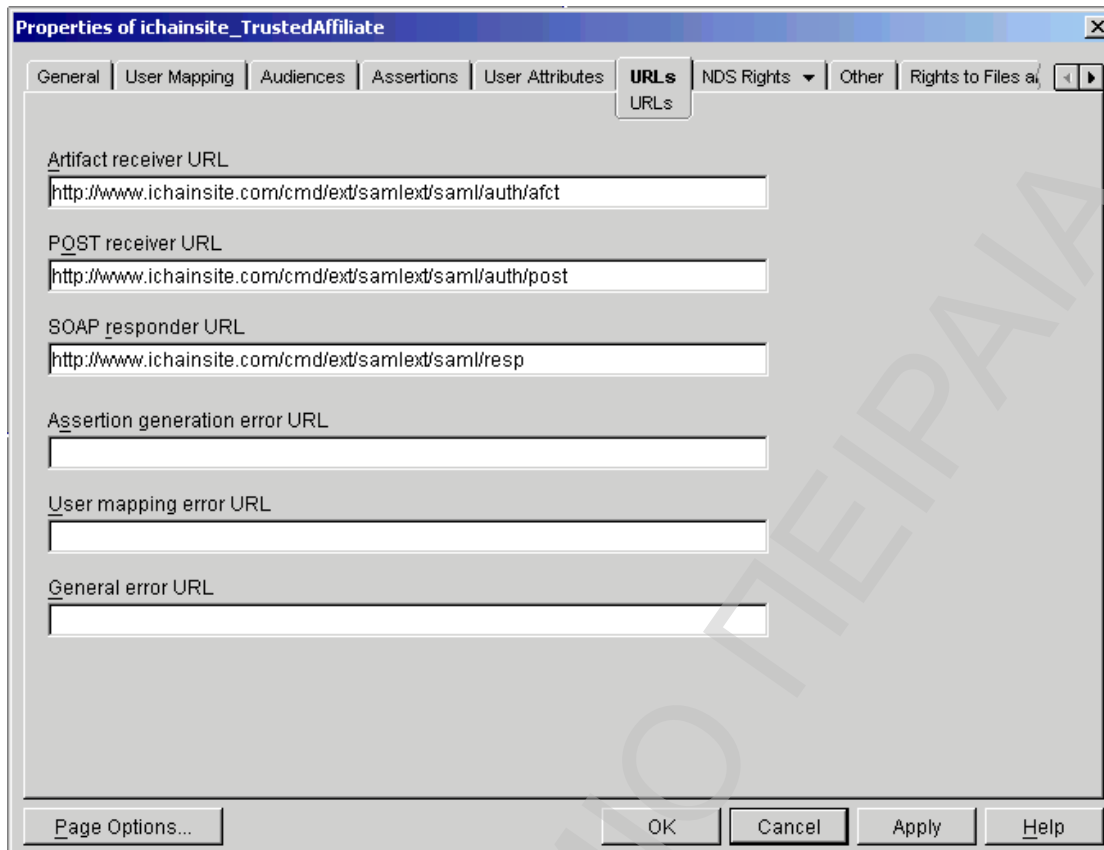 Properties of ichainsite_TrustedAffiliate
General User Mapping Audiences Assertions User Attributes URLs NDS Rights Other Rights to Files
URLs
Artifact receiver URL
http://www.ichainsite.com/cmd/ext/samlext/saml/auth/afct
POST receiver URL
http://www.ichainsite.com/cmd/ext/samlext/saml/auth/post
SOAP responder URL
http://www.ichainsite.com/cmd/ext/samlext/saml/resp
Assertion generation error URL
User mapping error URL
General error URL
Page Options... OK Cancel Apply Help
ΠΕΙΡΑΙΑ